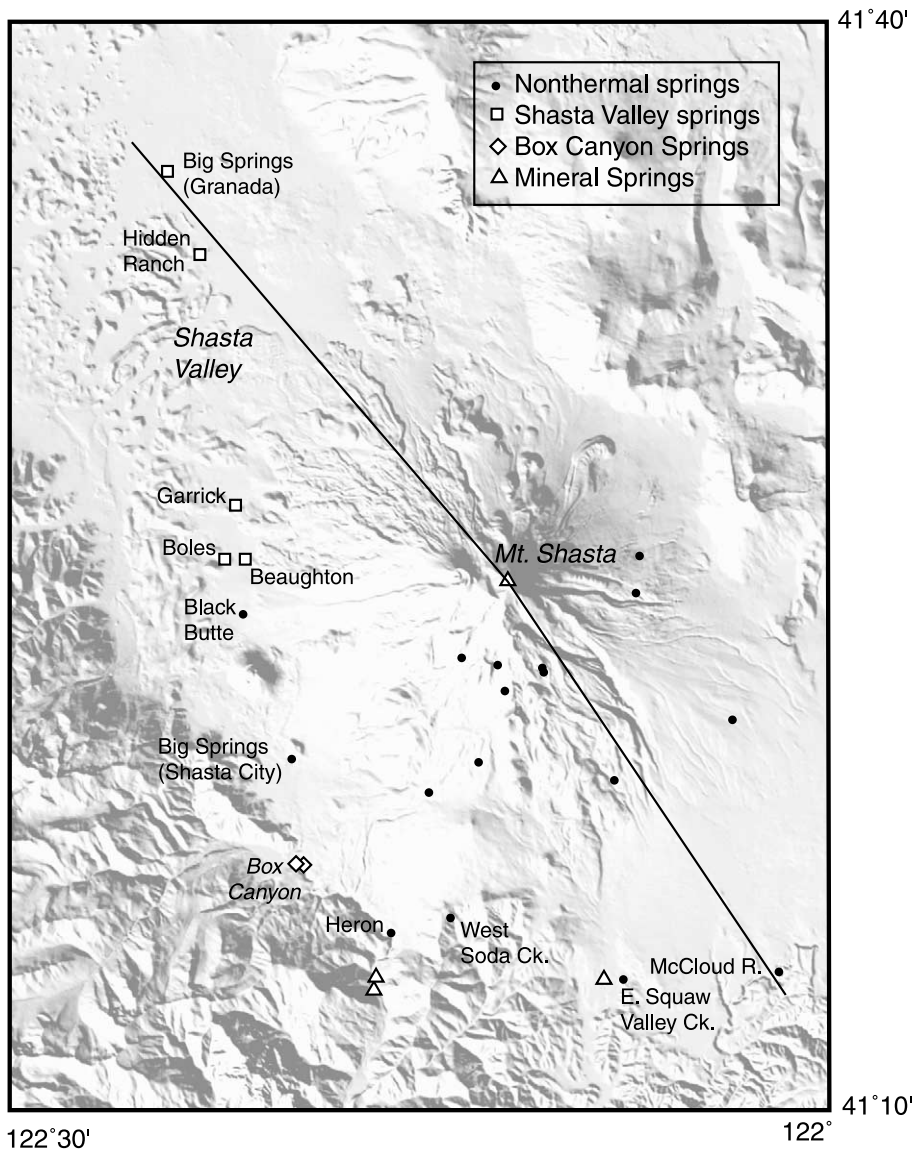 41°40'
Nonthermal springs
Shasta Valley springs
Box Canyon Springs
Mineral Springs
Big Springs
(Granada)
Hidden
Ranch
Shasta
Valley
Garrick
Boles
Beaughton
Mt. Shasta
Black
Butte
Big Springs
(Shasta City)
Box
Canyon
Heron
West
Soda Ck.
McCloud R.
E. Squaw
Valley Ck.
41°10'
122°30'
122°